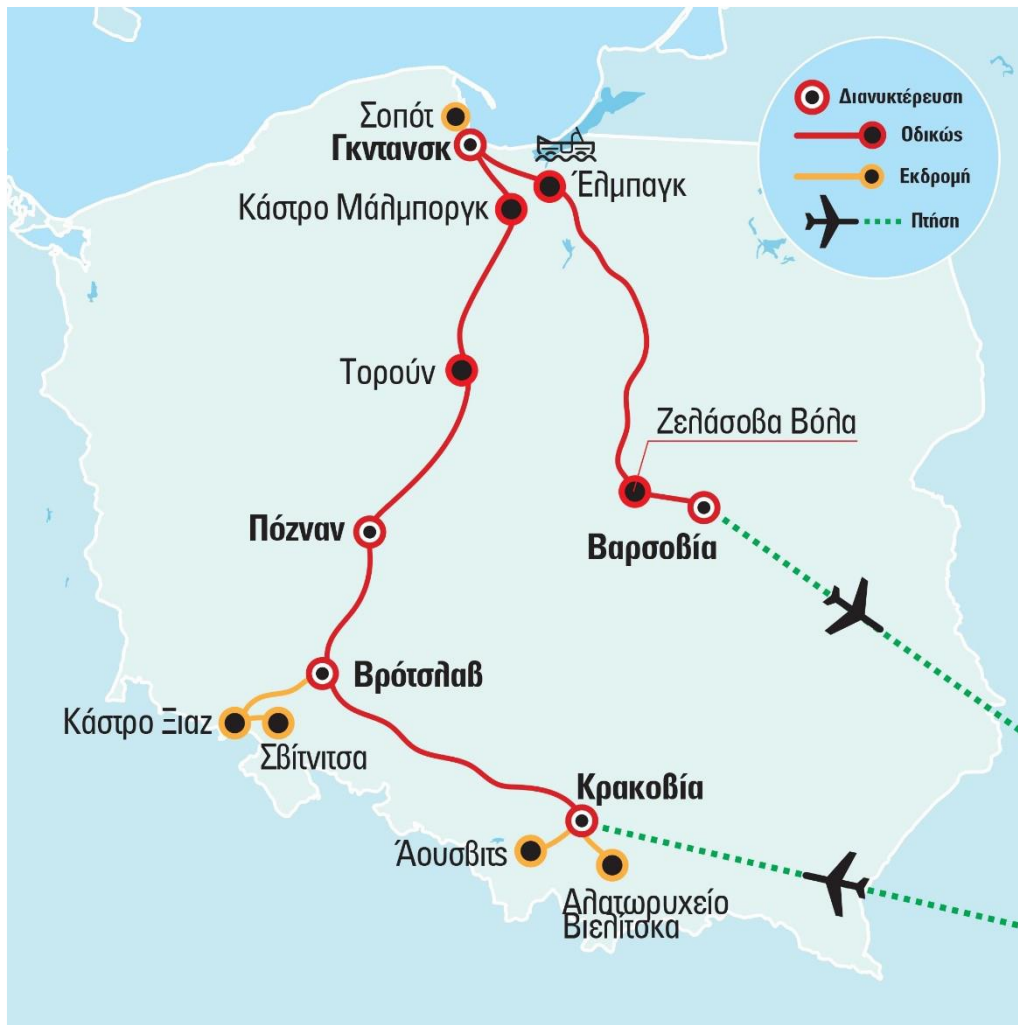 Διανυκτέρευση
Οδικώς
Εκδρομή
Πτήση
Σοπότ
Γκντανσκ
Έλμπαγκ
Κάστρο Μάλμποργκ
Τορούν
Ζελάσοβα Βόλα
Πόζναν
Βαρσοβία
Βρότσλαβ
Κάστρο Ξιαζ
Σβίτνιτσα
Κρακοβία
Άουσβιτς
Αλατωρυχείο
Βιελίτσκα